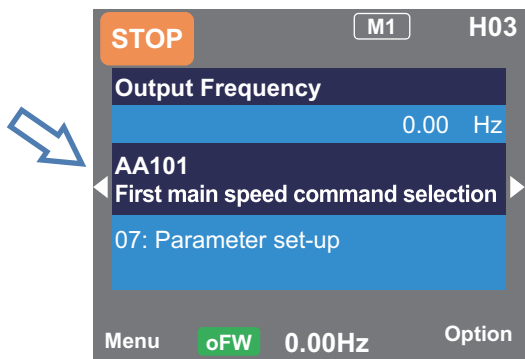 STOP M1 H03
Output Frequency
0.00 Hz
AA101
First main speed command selection
07: Parameter set-up
Menu oFW 0.00Hz Option